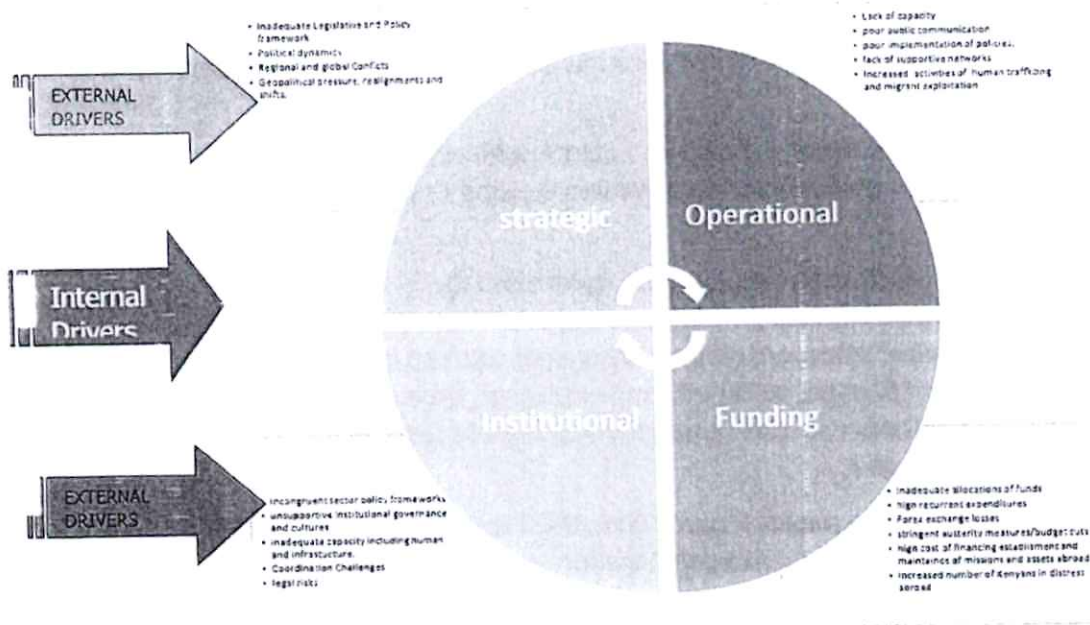 • Inadequate Legislative and Policy
framework
• Political dynamics
• Regional and global Conflicts
• Geopolitical pressure, realignments and
shifts.
• Lack of capacity
• poor public communication
• poor implementation of policies.
• lack of supportive networks
• Increased activities of human trafficking
and migrant exploitation
EXTERNAL
DRIVERS
strategic
Operational
Internal
Drivers
Institutional
Funding
EXTERNAL
DRIVERS
• Incongruent sector policy frameworks
• unsupportive institutional governance
and cultures
• inadequate capacity including human
and infrastucture.
• Coordination Challenges
• legal risks
• Inadequate allocations of funds
• high recurrent expenditures
• Forex exchange losses
• stringent austerity measures/budget cuts
• high cost of financing establishment and
maintaince of missions and assets abroad
• Increased number of Kenyans in distress
abroad